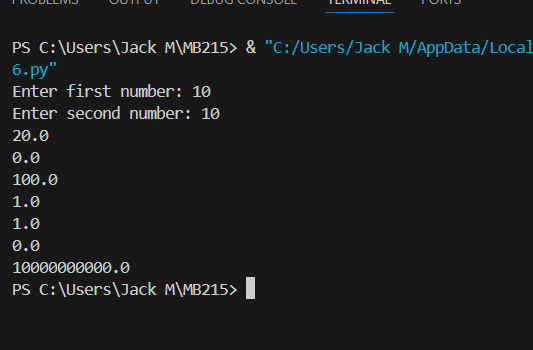 PROBLEMS OUTPUT DEBUG CONSOLE TERMINAL PORTS
PS C:\Users\Jack M\MB215> & "C:/Users/Jack M/AppData/Local
6.py"
Enter first number: 10
Enter second number: 10
20.0
0.0
100.0
1.0
1.0
0.0
10000000000.0
PS C:\Users\Jack M\MB215>